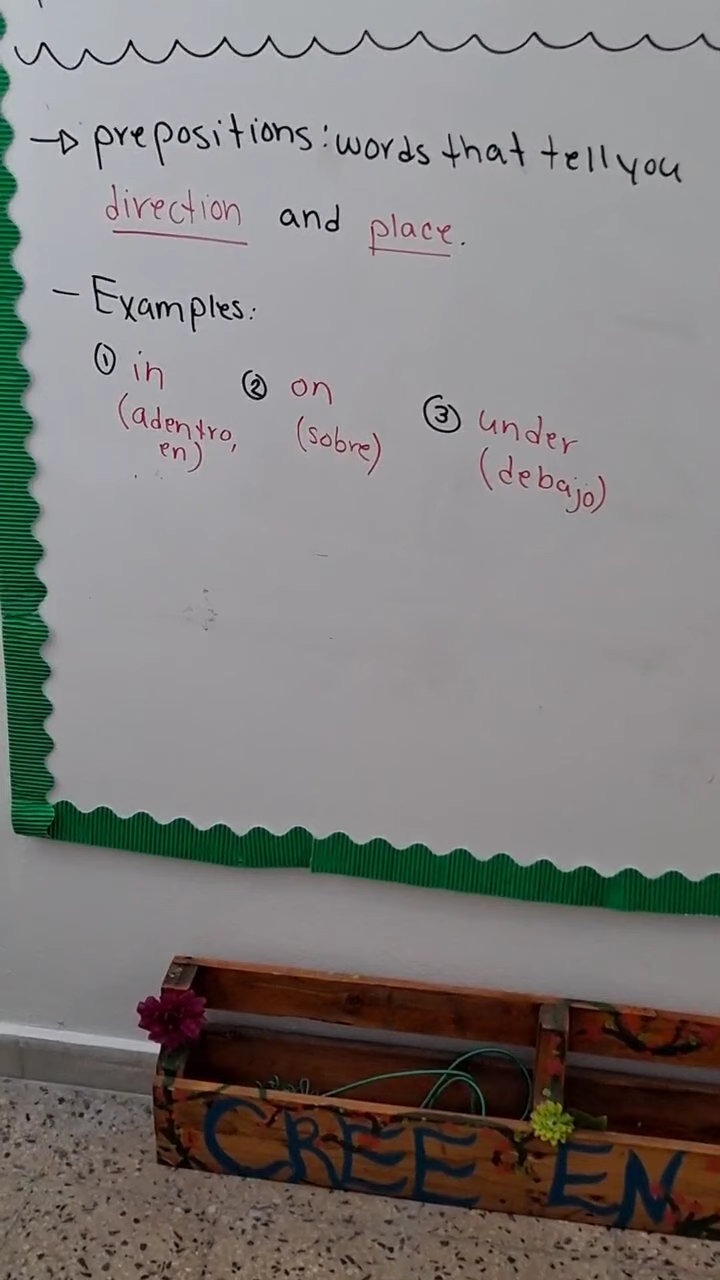 → prepositions: words that tell you
direction and place.
- Examples:
① in ② on ③ under
(adentro, en) (sobre) (debajo)
CREE EN